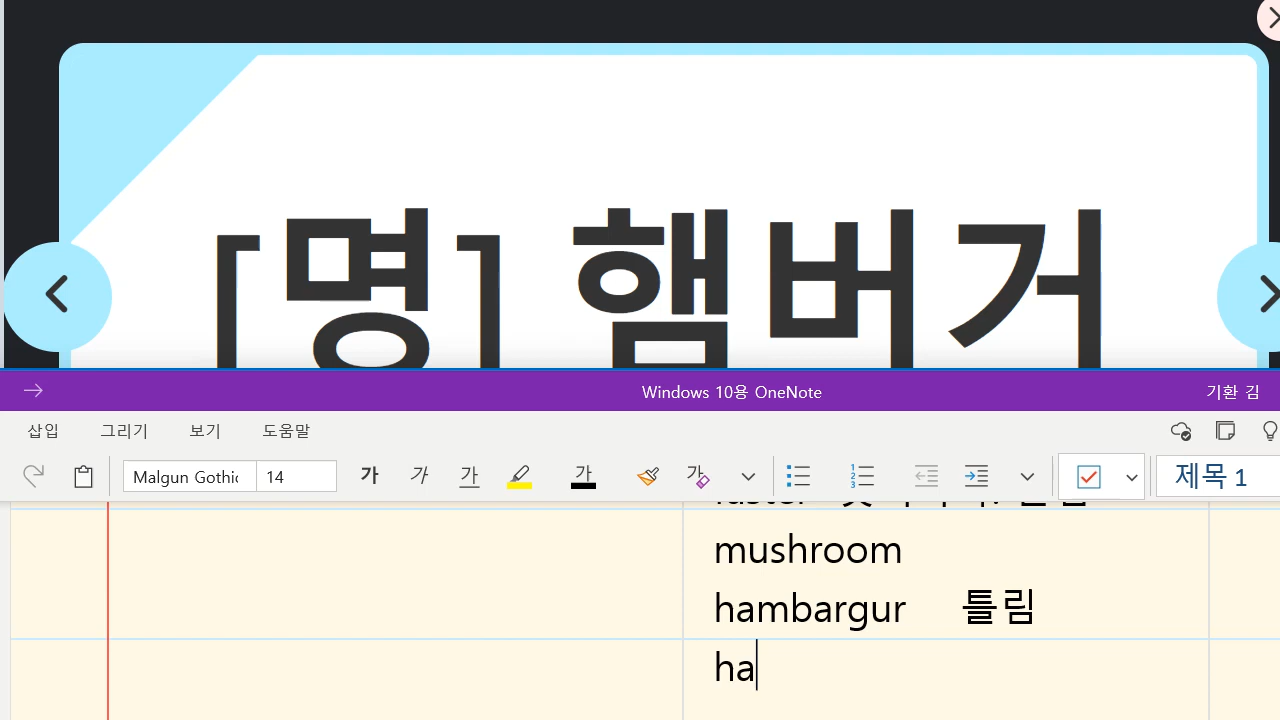 [명] 햄버거
Windows 10용 OneNote
기환 김
삽입 그리기 보기 도움말
Malgun Gothic 14 가 가 가 가 가 제목 1
mushroom
hambargur 틀림
ha